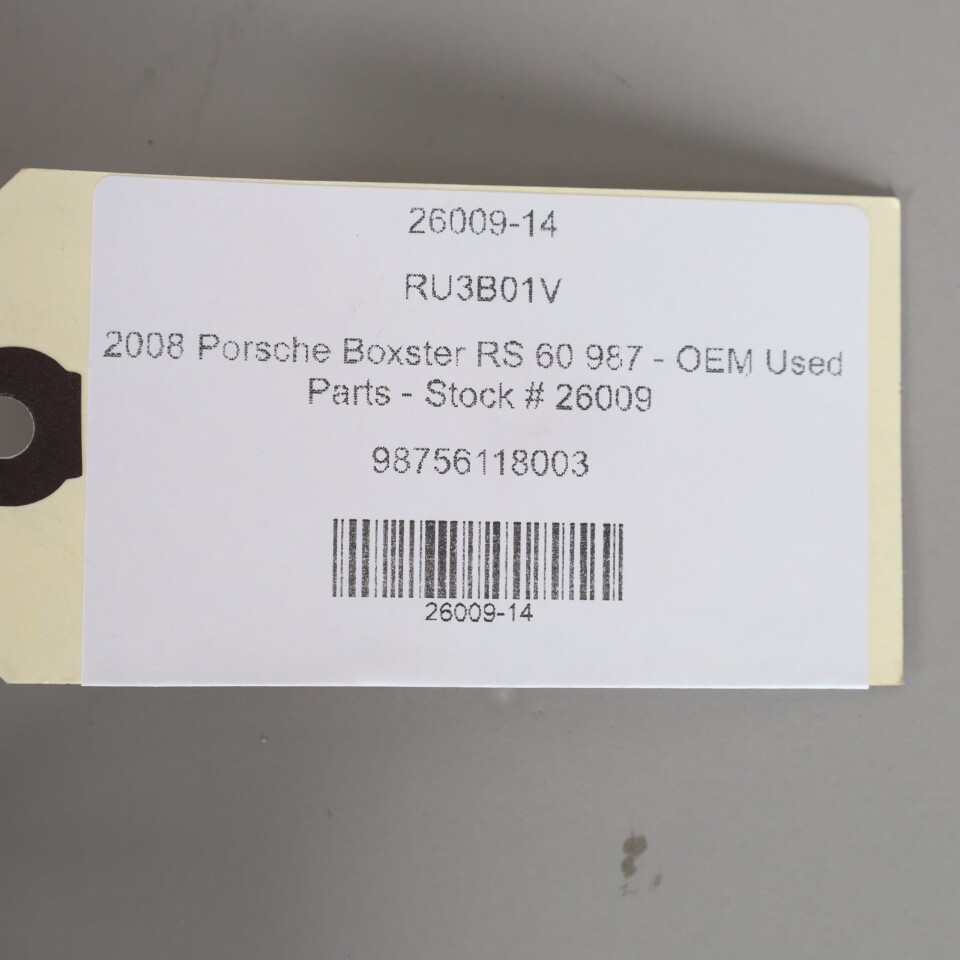 26009-14
RU3B01V
2008 Porsche Boxster RS 60 987 - OEM Used
Parts - Stock # 26009
98756118003
26009-14